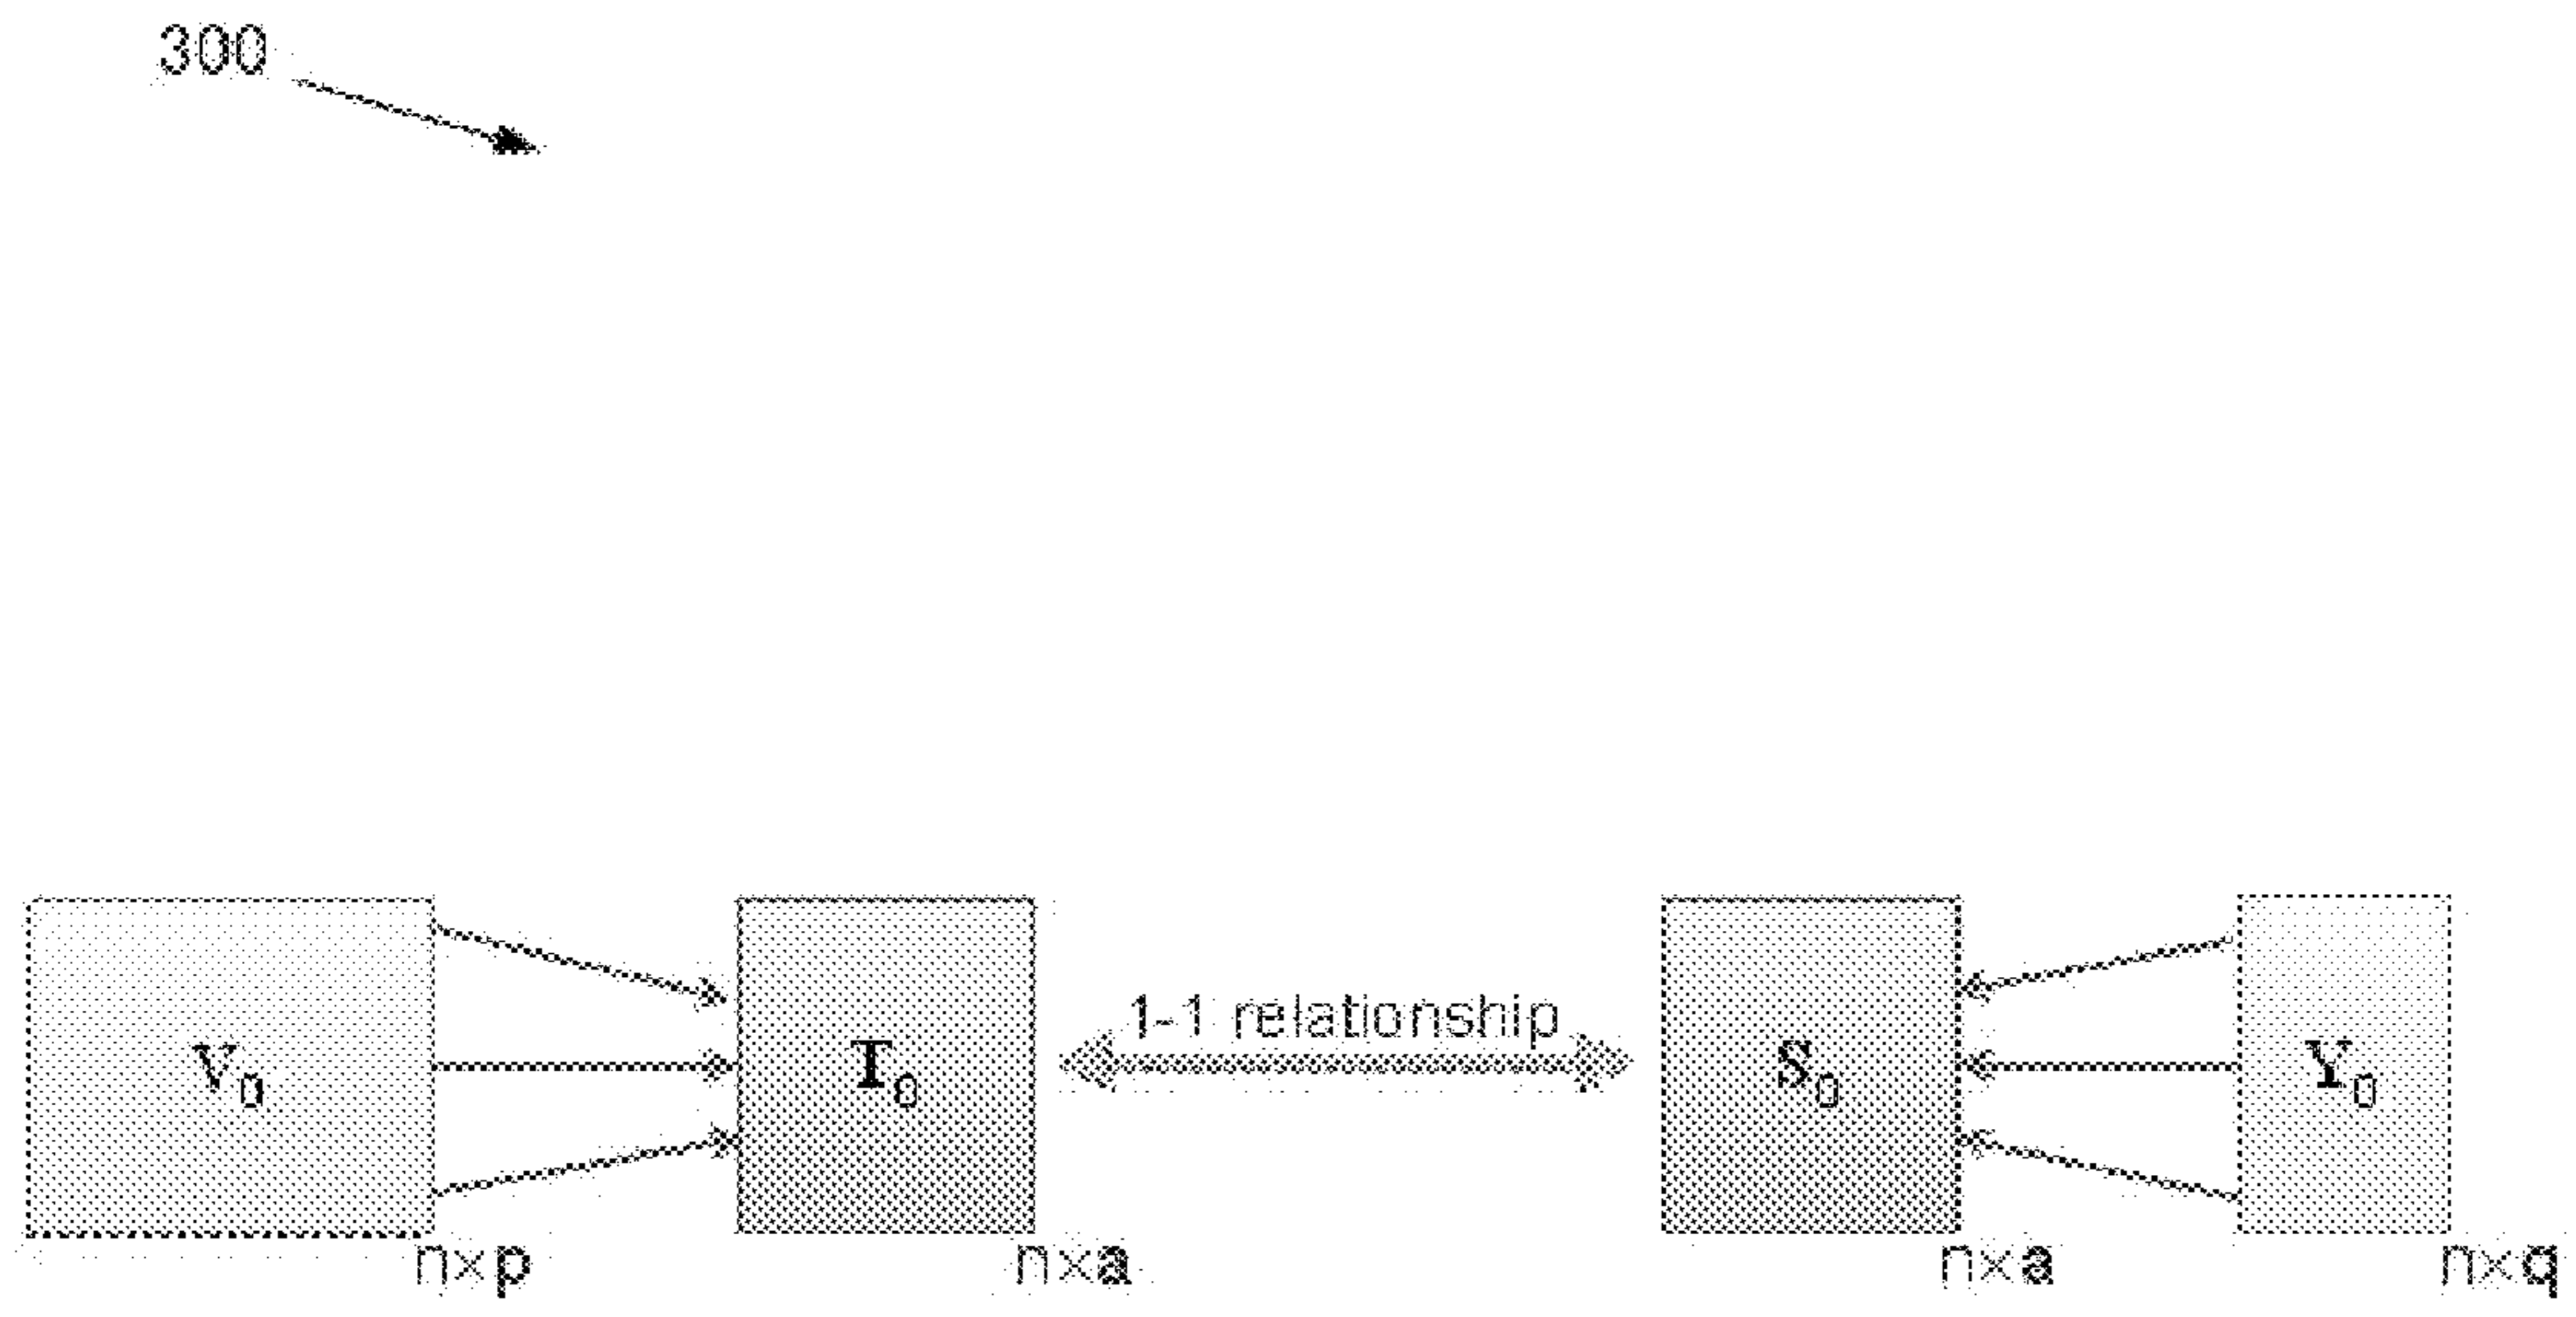 300
1-1 relationship
V₀
T₀
S₀
Y₀
n×p
n×a
n×a
n×q